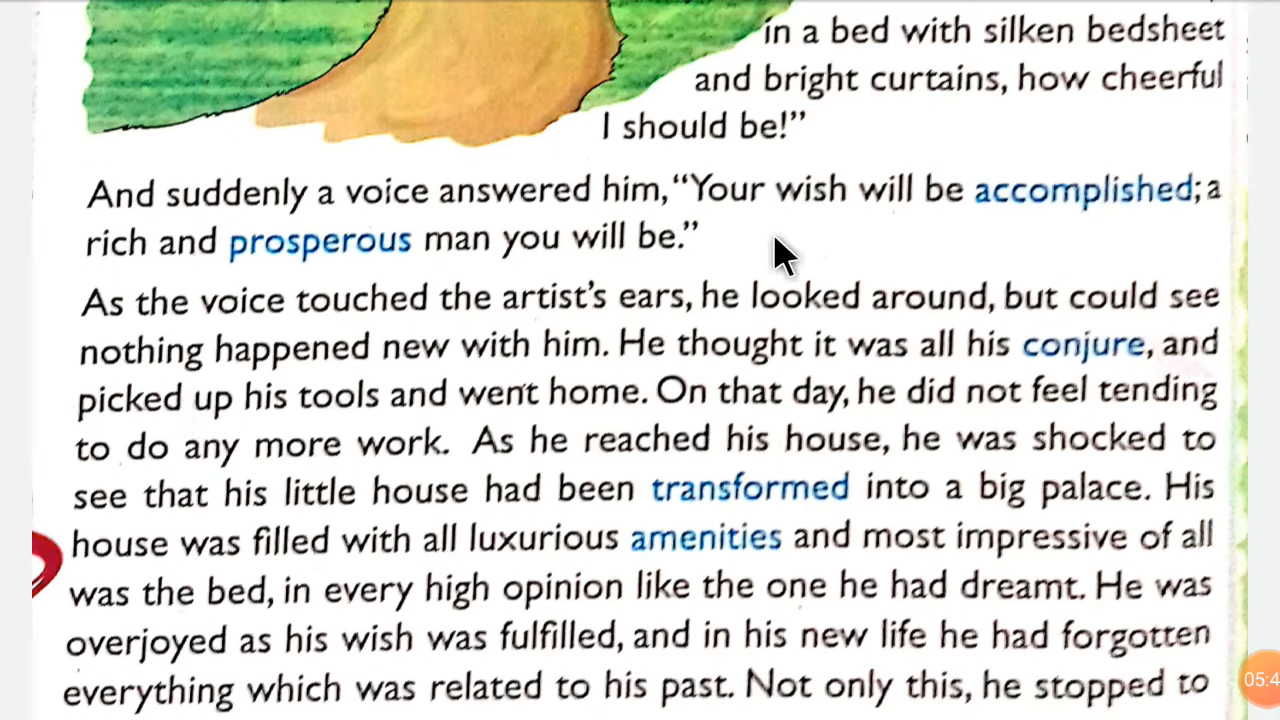 in a bed with silken bedsheet
and bright curtains, how cheerful
I should be!”
And suddenly a voice answered him, “Your wish will be accomplished; a
rich and prosperous man you will be.”
As the voice touched the artist’s ears, he looked around, but could see
nothing happened new with him. He thought it was all his conjure, and
picked up his tools and went home. On that day, he did not feel tending
to do any more work. As he reached his house, he was shocked to
see that his little house had been transformed into a big palace. His
house was filled with all luxurious amenities and most impressive of all
was the bed, in every high opinion like the one he had dreamt. He was
overjoyed as his wish was fulfilled, and in his new life he had forgotten
everything which was related to his past. Not only this, he stopped to
05:4